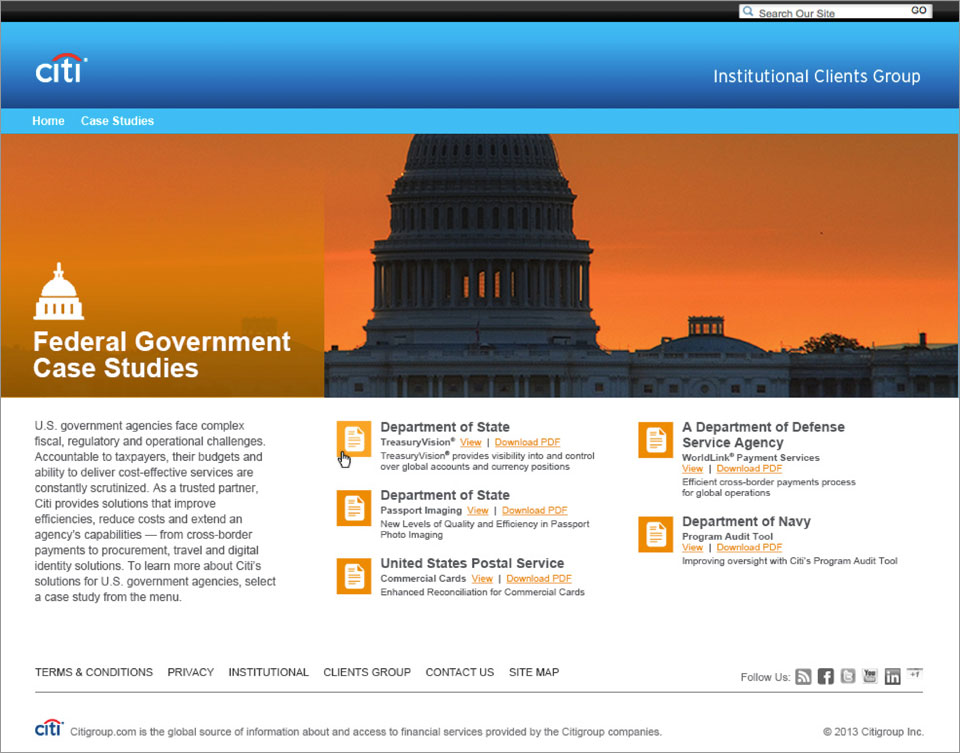 Search Our Site GO
citi®
Institutional Clients Group
Home Case Studies
Federal Government
Case Studies
U.S. government agencies face complex
fiscal, regulatory and operational challenges.
Accountable to taxpayers, their budgets and
ability to deliver cost-effective services are
constantly scrutinized. As a trusted partner,
Citi provides solutions that improve
efficiencies, reduce costs and extend an
agency's capabilities — from cross-border
payments to procurement, travel and digital
identity solutions. To learn more about Citi's
solutions for U.S. government agencies, select
a case study from the menu.
Department of State
TreasuryVision® View | Download PDF
TreasuryVision® provides visibility into and control
over global accounts and currency positions
Department of State
Passport Imaging View | Download PDF
New Levels of Quality and Efficiency in Passport
Photo Imaging
United States Postal Service
Commercial Cards View | Download PDF
Enhanced Reconciliation for Commercial Cards
A Department of Defense
Service Agency
WorldLink® Payment Services
View | Download PDF
Efficient cross-border payments process
for global operations
Department of Navy
Program Audit Tool
View | Download PDF
Improving oversight with Citi's Program Audit Tool
TERMS & CONDITIONS PRIVACY INSTITUTIONAL CLIENTS GROUP CONTACT US SITE MAP
Follow Us: f t You in +1
citi® Citigroup.com is the global source of information about and access to financial services provided by the Citigroup companies.
© 2013 Citigroup Inc.